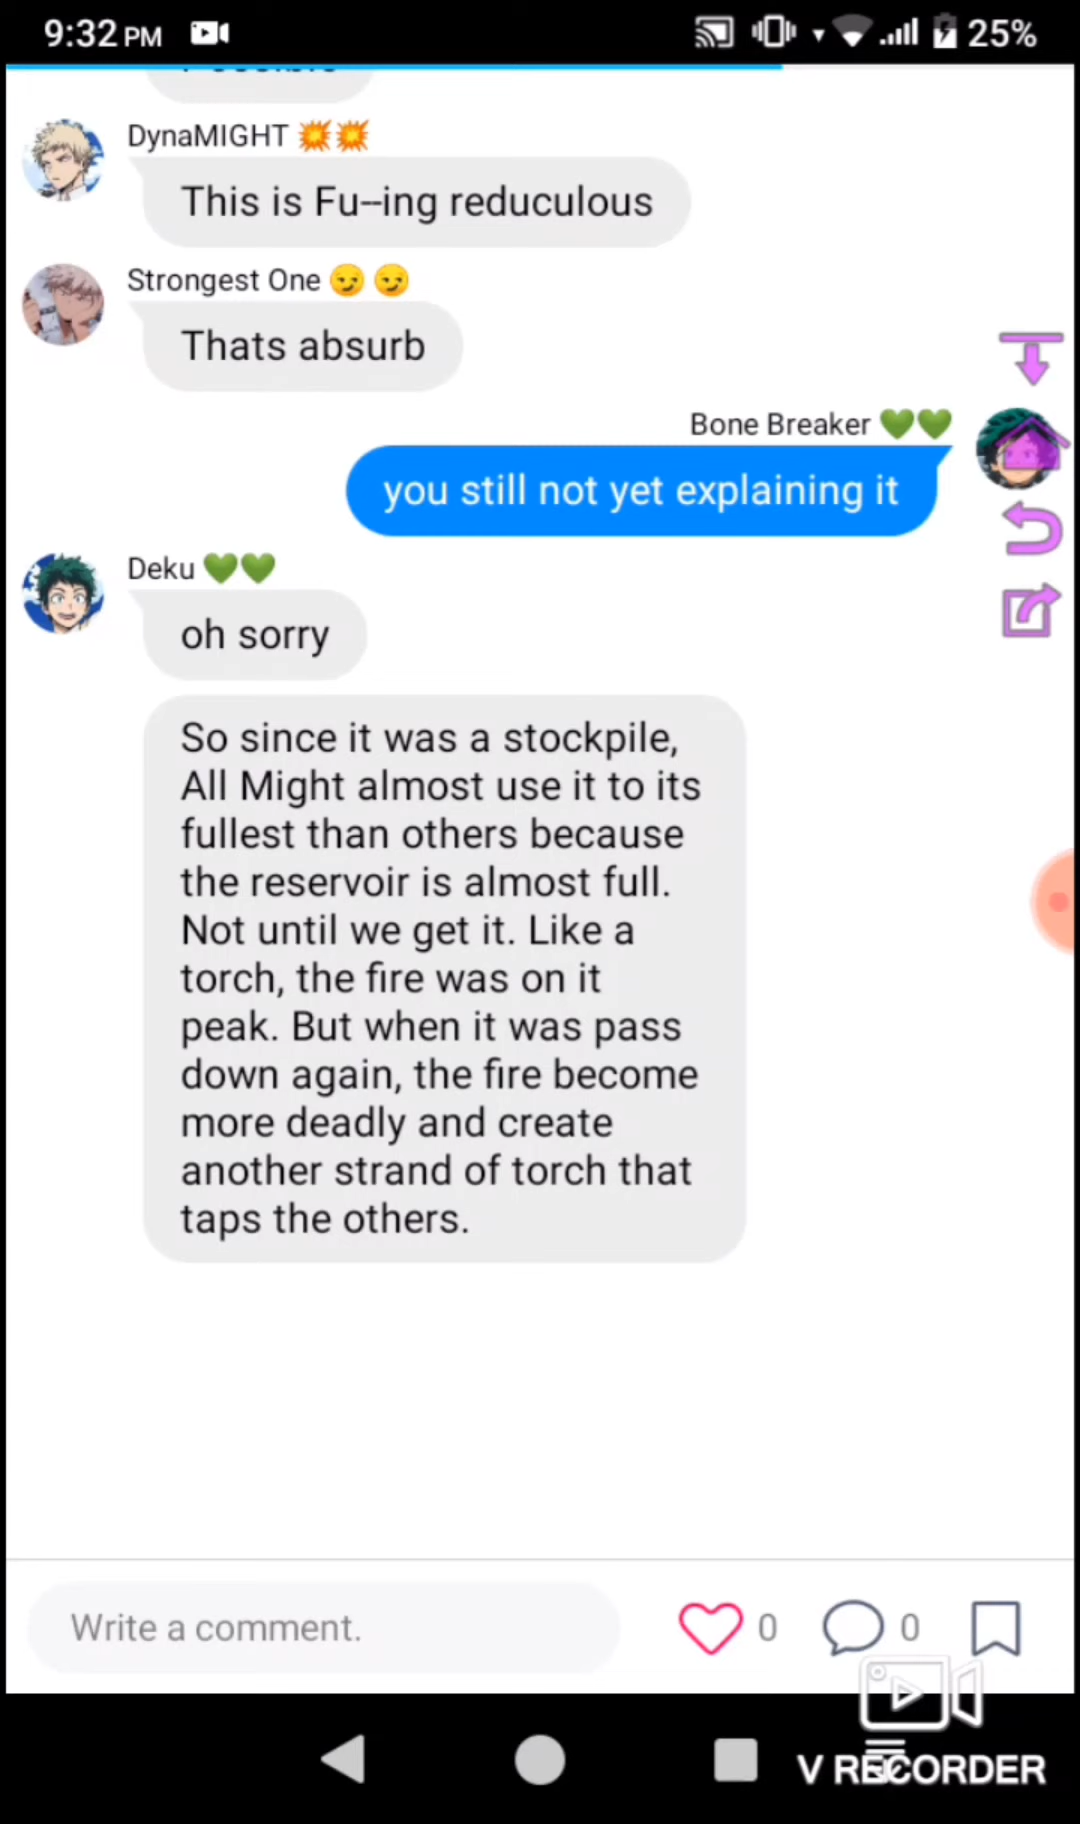 9:32 PM
25%
DynaMIGHT 💥💥
This is Fu--ing reduculous
Strongest One 😏😏
Thats absurb
Bone Breaker 💚💚
you still not yet explaining it
Deku 💚💚
oh sorry
So since it was a stockpile,
All Might almost use it to its
fullest than others because
the reservoir is almost full.
Not until we get it. Like a
torch, the fire was on it
peak. But when it was pass
down again, the fire become
more deadly and create
another strand of torch that
taps the others.
Write a comment.
0
0
V RECORDER